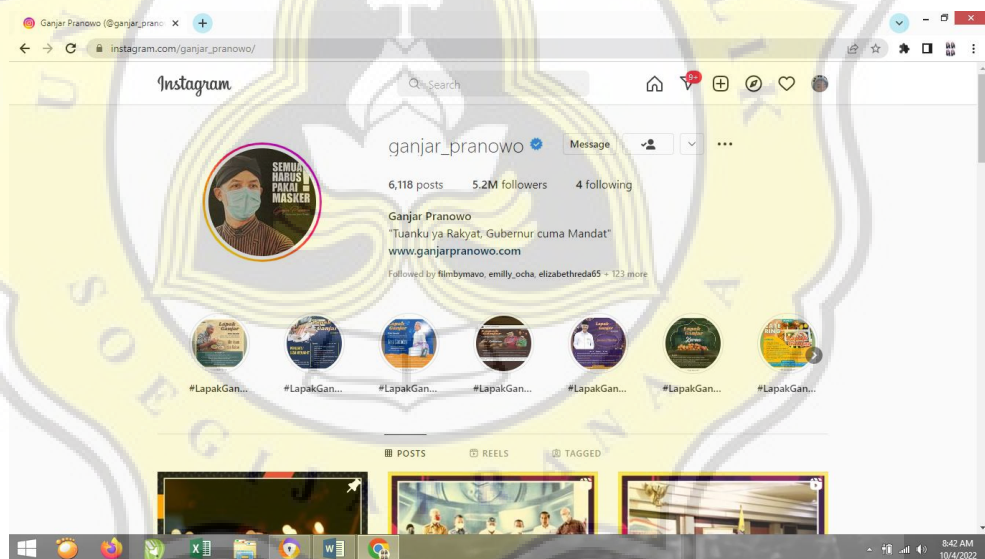 Ganjar Pranowo (@ganjar_prano
instagram.com/ganjar_pranowo/
Instagram
Search
9+
ganjar_pranowo
Message
6,118 posts 5.2M followers 4 following
Ganjar Pranowo
"Tuanku ya Rakyat, Gubernur cuma Mandat"
www.ganjarpranowo.com
Followed by filmbymavo, emilly_ocha, elizabethreda65 + 123 more
SEMUA
HARUS
PAKAI
MASKER
#LapakGan... #LapakGan... #LapakGan... #LapakGan... #LapakGan... #LapakGan... #LapakGan...
POSTS REELS TAGGED
8:42 AM
10/4/2022